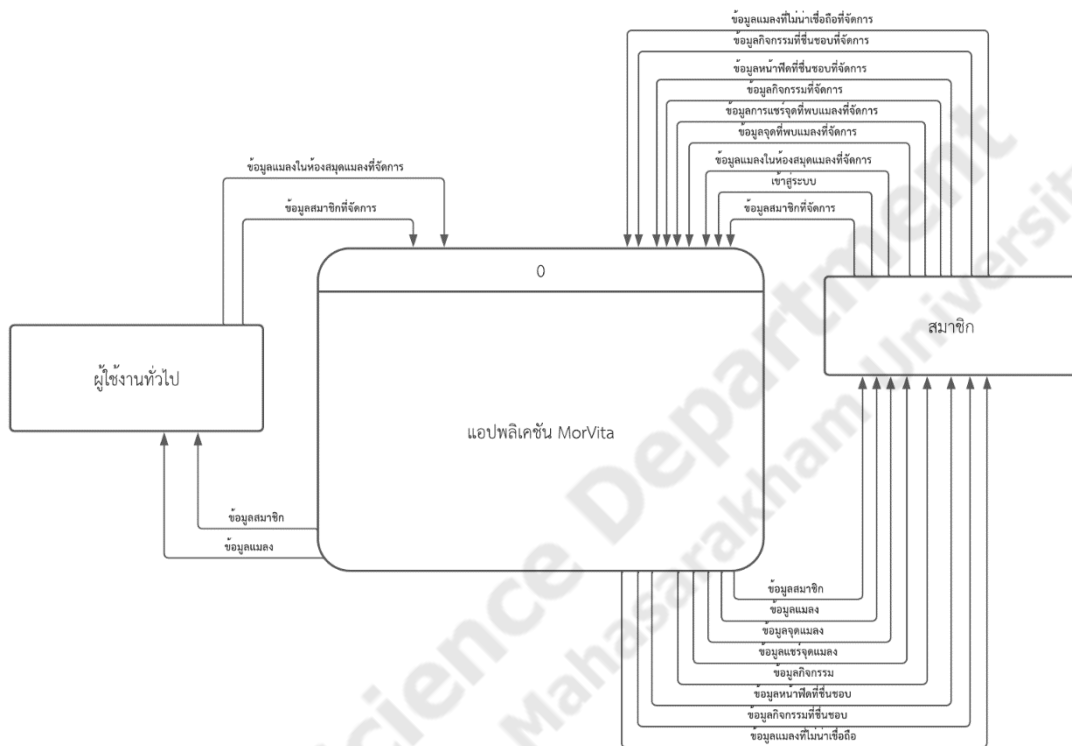 ข้อมูลแมลงที่ไม่น่าเชื่อถือที่จัดการ
ข้อมูลกิจกรรมที่ชื่นชอบที่จัดการ
ข้อมูลหน้าฟีดที่ชื่นชอบที่จัดการ
ข้อมูลกิจกรรมที่จัดการ
ข้อมูลการแชร์จุดที่พบแมลงที่จัดการ
ข้อมูลจุดที่พบแมลงที่จัดการ
ข้อมูลแมลงในห้องสมุดแมลงที่จัดการ
เข้าสู่ระบบ
ข้อมูลสมาชิกที่จัดการ
ข้อมูลแมลงในห้องสมุดแมลงที่จัดการ
ข้อมูลสมาชิกที่จัดการ
0
แอปพลิเคชัน MorVita
ผู้ใช้งานทั่วไป
สมาชิก
ข้อมูลสมาชิก
ข้อมูลแมลง
ข้อมูลสมาชิก
ข้อมูลแมลง
ข้อมูลจุดแมลง
ข้อมูลแชร์จุดแมลง
ข้อมูลกิจกรรม
ข้อมูลหน้าฟีดที่ชื่นชอบ
ข้อมูลกิจกรรมที่ชื่นชอบ
ข้อมูลแมลงที่ไม่น่าเชื่อถือ
Science Department
Mahasarakham University